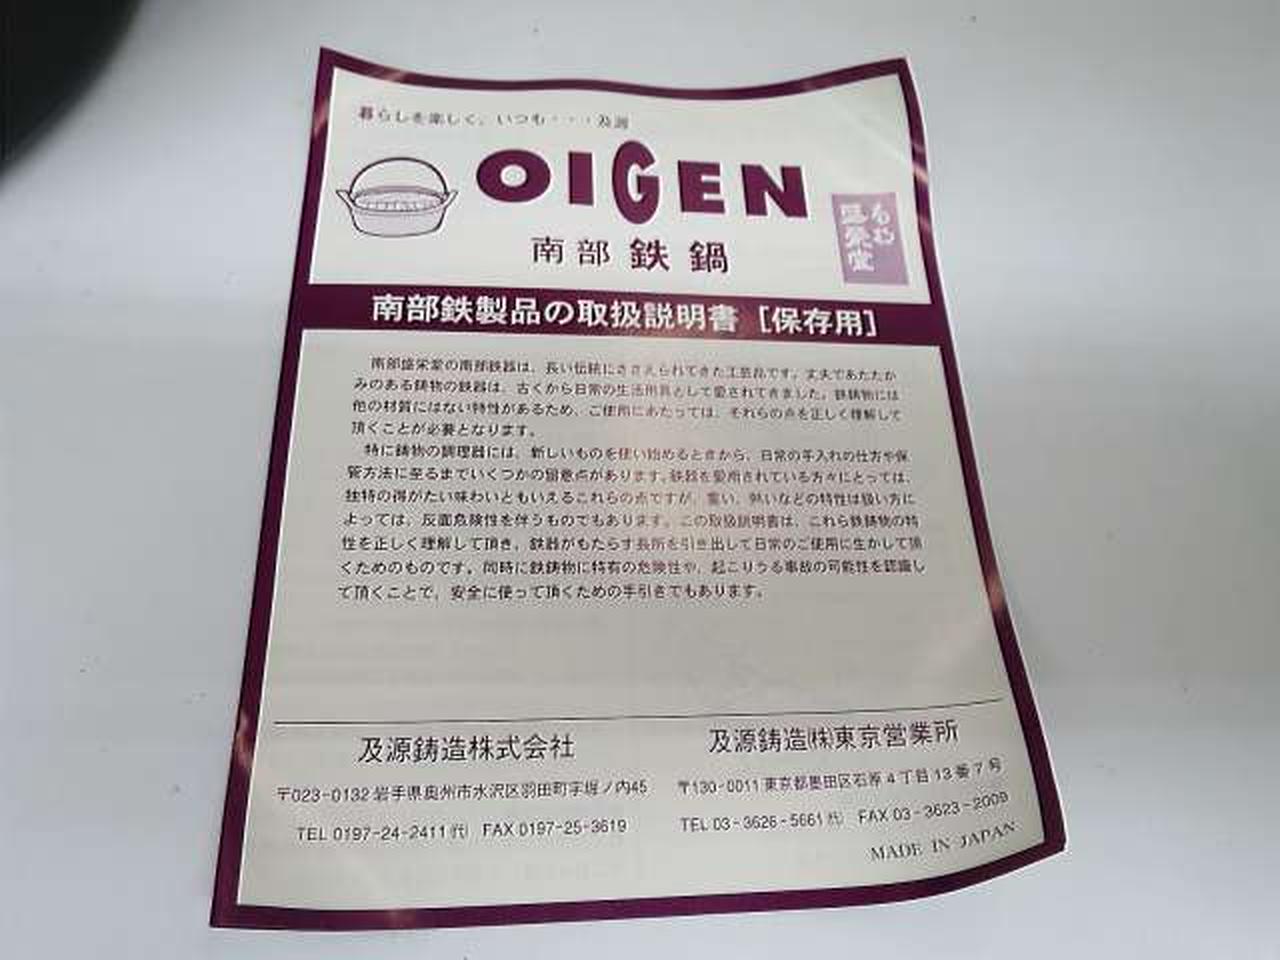 暮らしを楽しく、いつも・・・及源
OIGEN
南部鉄鍋
南部
盛栄堂
南部鉄製品の取扱説明書［保存用］
南部盛栄堂の南部鉄器は、長い伝統にささえられてきた工芸品です。丈夫であたたか
みのある鋳物の鉄器は、古くから日常の生活用具として愛されてきました。鉄鋳物には
他の材質にはない特性があるため、ご使用にあたっては、それらの点を正しく理解して
頂くことが必要となります。
特に鋳物の調理器には、新しいものを使い始めるときから、日常の手入れの仕方や保
管方法に至るまでいくつかの留意点があります。鉄器を愛用されている方々にとっては、
独特の得がたい味わいともいえるこれらの点ですが、重い、熱いなどの特性は扱い方に
よっては、反面危険性を伴うものでもあります。この取扱説明書は、これら鉄鋳物の特
性を正しく理解して頂き、鉄器がもたらす長所を引き出して日常のご使用に生かして頂
くためのものです。同時に鉄鋳物に特有の危険性や、起こりうる事故の可能性を認識し
て頂くことで、安全に使って頂くための手引きでもあります。
及源鋳造株式会社
〒023-0132 岩手県奥州市水沢区羽田町字堀ノ内45
TEL 0197-24-2411㈹ FAX 0197-25-3619
及源鋳造㈱東京営業所
〒130-0011 東京都墨田区石原4丁目13番7号
TEL 03-3626-5661㈹ FAX 03-3623-2009
MADE IN JAPAN